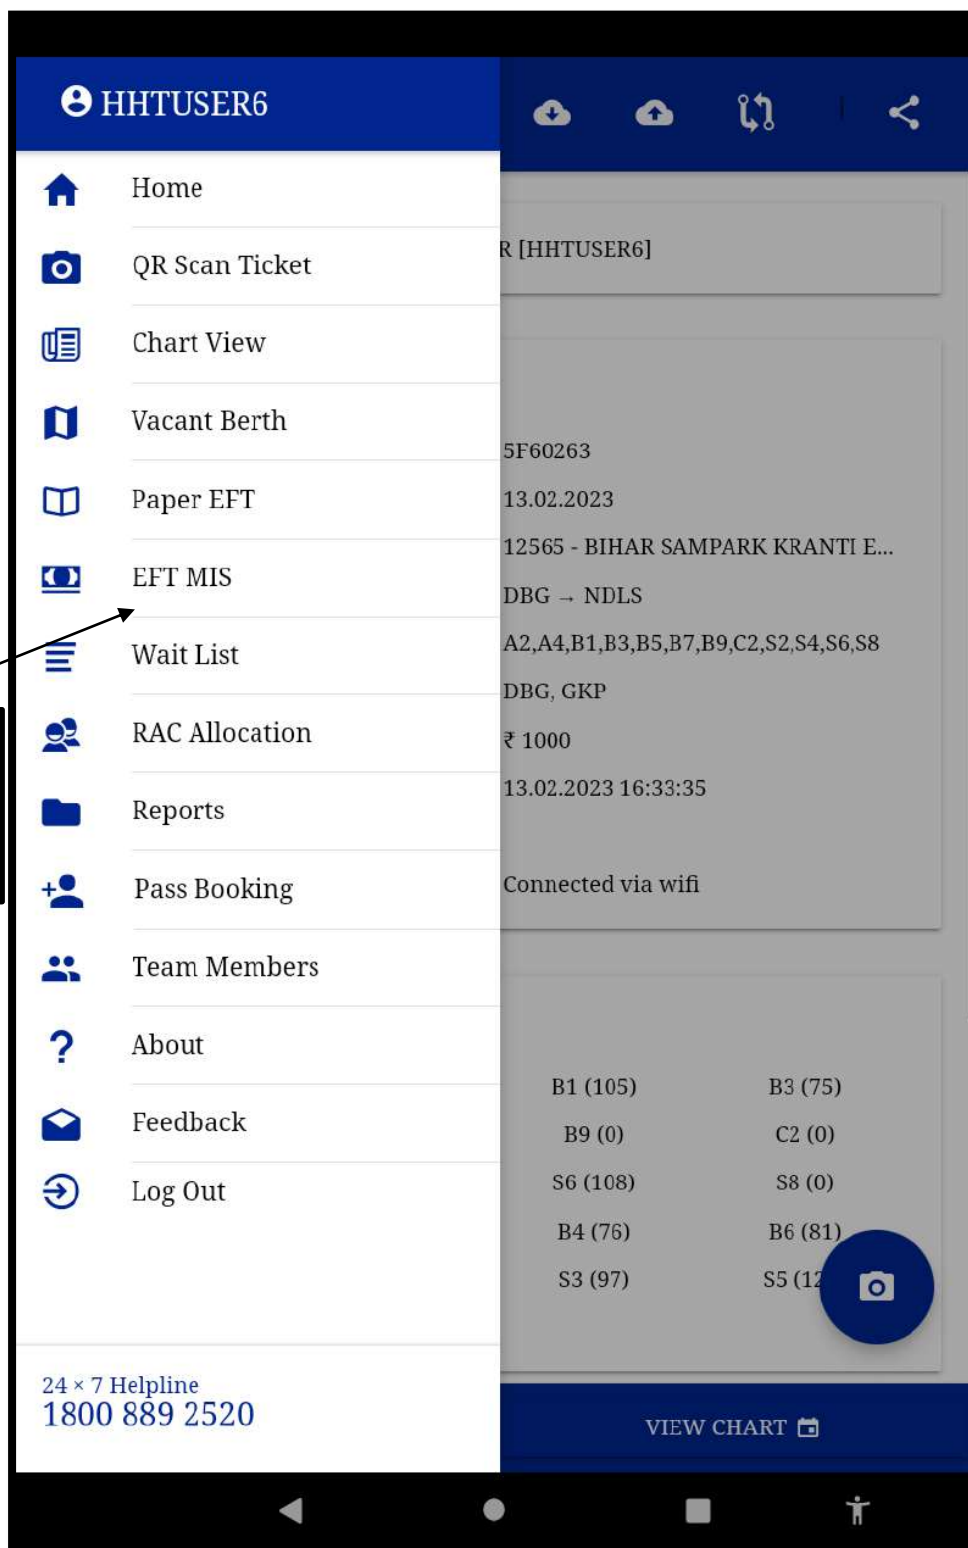 HHTUSER6
Home
QR Scan Ticket
Chart View
Vacant Berth
Paper EFT
EFT MIS
Wait List
RAC Allocation
Reports
Pass Booking
Team Members
About
Feedback
Log Out
24 × 7 Helpline
1800 889 2520
R [HHTUSER6]
5F60263
13.02.2023
12565 - BIHAR SAMPARK KRANTI E...
DBG → NDLS
A2,A4,B1,B3,B5,B7,B9,C2,S2,S4,S6,S8
DBG, GKP
₹ 1000
13.02.2023 16:33:35
Connected via wifi
B1 (105) B3 (75)
B9 (0) C2 (0)
S6 (108) S8 (0)
B4 (76) B6 (81)
S3 (97) S5 (12
VIEW CHART